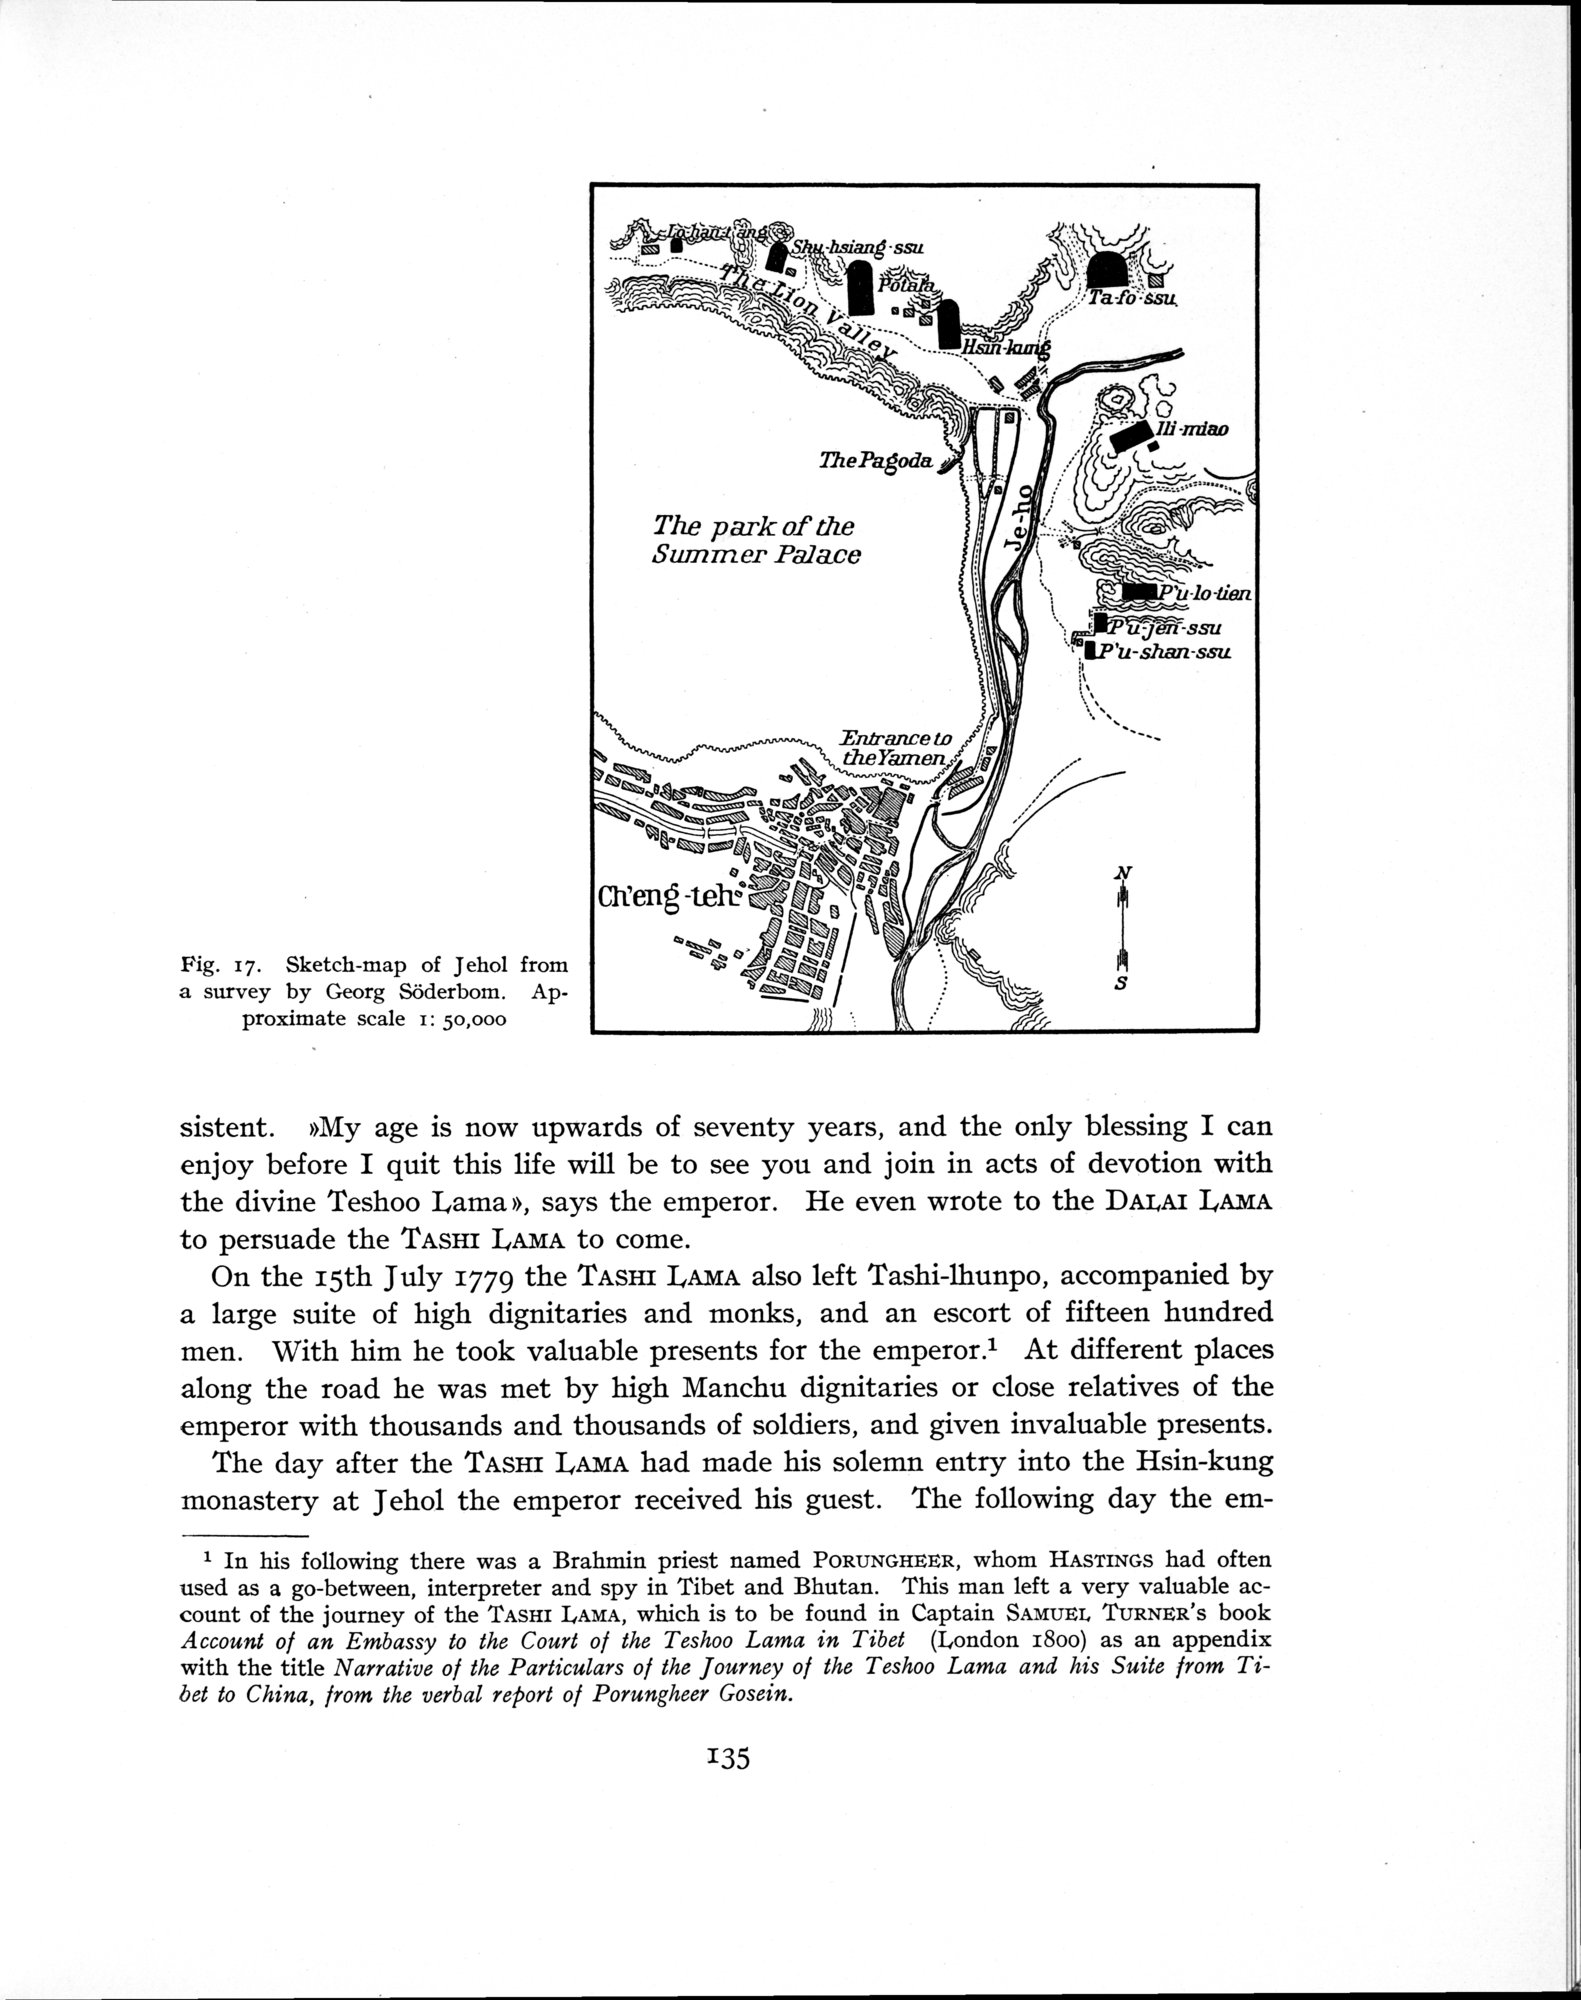 Lo-han-t'ang
Shu-hsiang-ssu
The Lion Valley
Potala
Hsin-kung
Ta-fo-ssu
Ili-miao
The Pagoda
The park of the
Summer Palace
Je-ho
P'u-lo-tien
P'u-jen-ssu
P'u-shan-ssu
Entrance to
the Yamen
Ch'eng-teh
N
S
Fig. 17. Sketch-map of Jehol from
a survey by Georg Söderbom. Ap-
proximate scale 1: 50,000
sistent. »My age is now upwards of seventy years, and the only blessing I can
enjoy before I quit this life will be to see you and join in acts of devotion with
the divine Teshoo Lama», says the emperor. He even wrote to the DALAI LAMA
to persuade the TASHI LAMA to come.
On the 15th July 1779 the TASHI LAMA also left Tashi-lhunpo, accompanied by
a large suite of high dignitaries and monks, and an escort of fifteen hundred
men. With him he took valuable presents for the emperor.¹ At different places
along the road he was met by high Manchu dignitaries or close relatives of the
emperor with thousands and thousands of soldiers, and given invaluable presents.
The day after the TASHI LAMA had made his solemn entry into the Hsin-kung
monastery at Jehol the emperor received his guest. The following day the em-
¹ In his following there was a Brahmin priest named PORUNGHEER, whom HASTINGS had often
used as a go-between, interpreter and spy in Tibet and Bhutan. This man left a very valuable ac-
count of the journey of the TASHI LAMA, which is to be found in Captain SAMUEL TURNER's book
Account of an Embassy to the Court of the Teshoo Lama in Tibet (London 1800) as an appendix
with the title Narrative of the Particulars of the Journey of the Teshoo Lama and his Suite from Ti-
bet to China, from the verbal report of Porungheer Gosein.
135